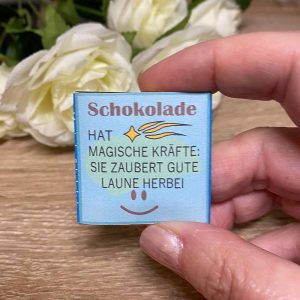 Schokolade
HAT
MAGISCHE KRÄFTE:
SIE ZAUBERT GUTE
LAUNE HERBEI